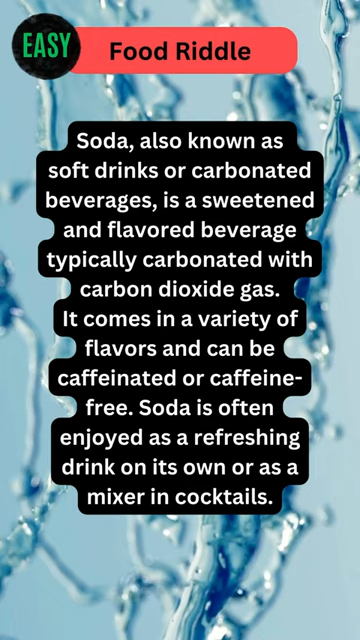 EASY
Food Riddle
Soda, also known as
soft drinks or carbonated
beverages, is a sweetened
and flavored beverage
typically carbonated with
carbon dioxide gas.
It comes in a variety of
flavors and can be
caffeinated or caffeine-
free. Soda is often
enjoyed as a refreshing
drink on its own or as a
mixer in cocktails.